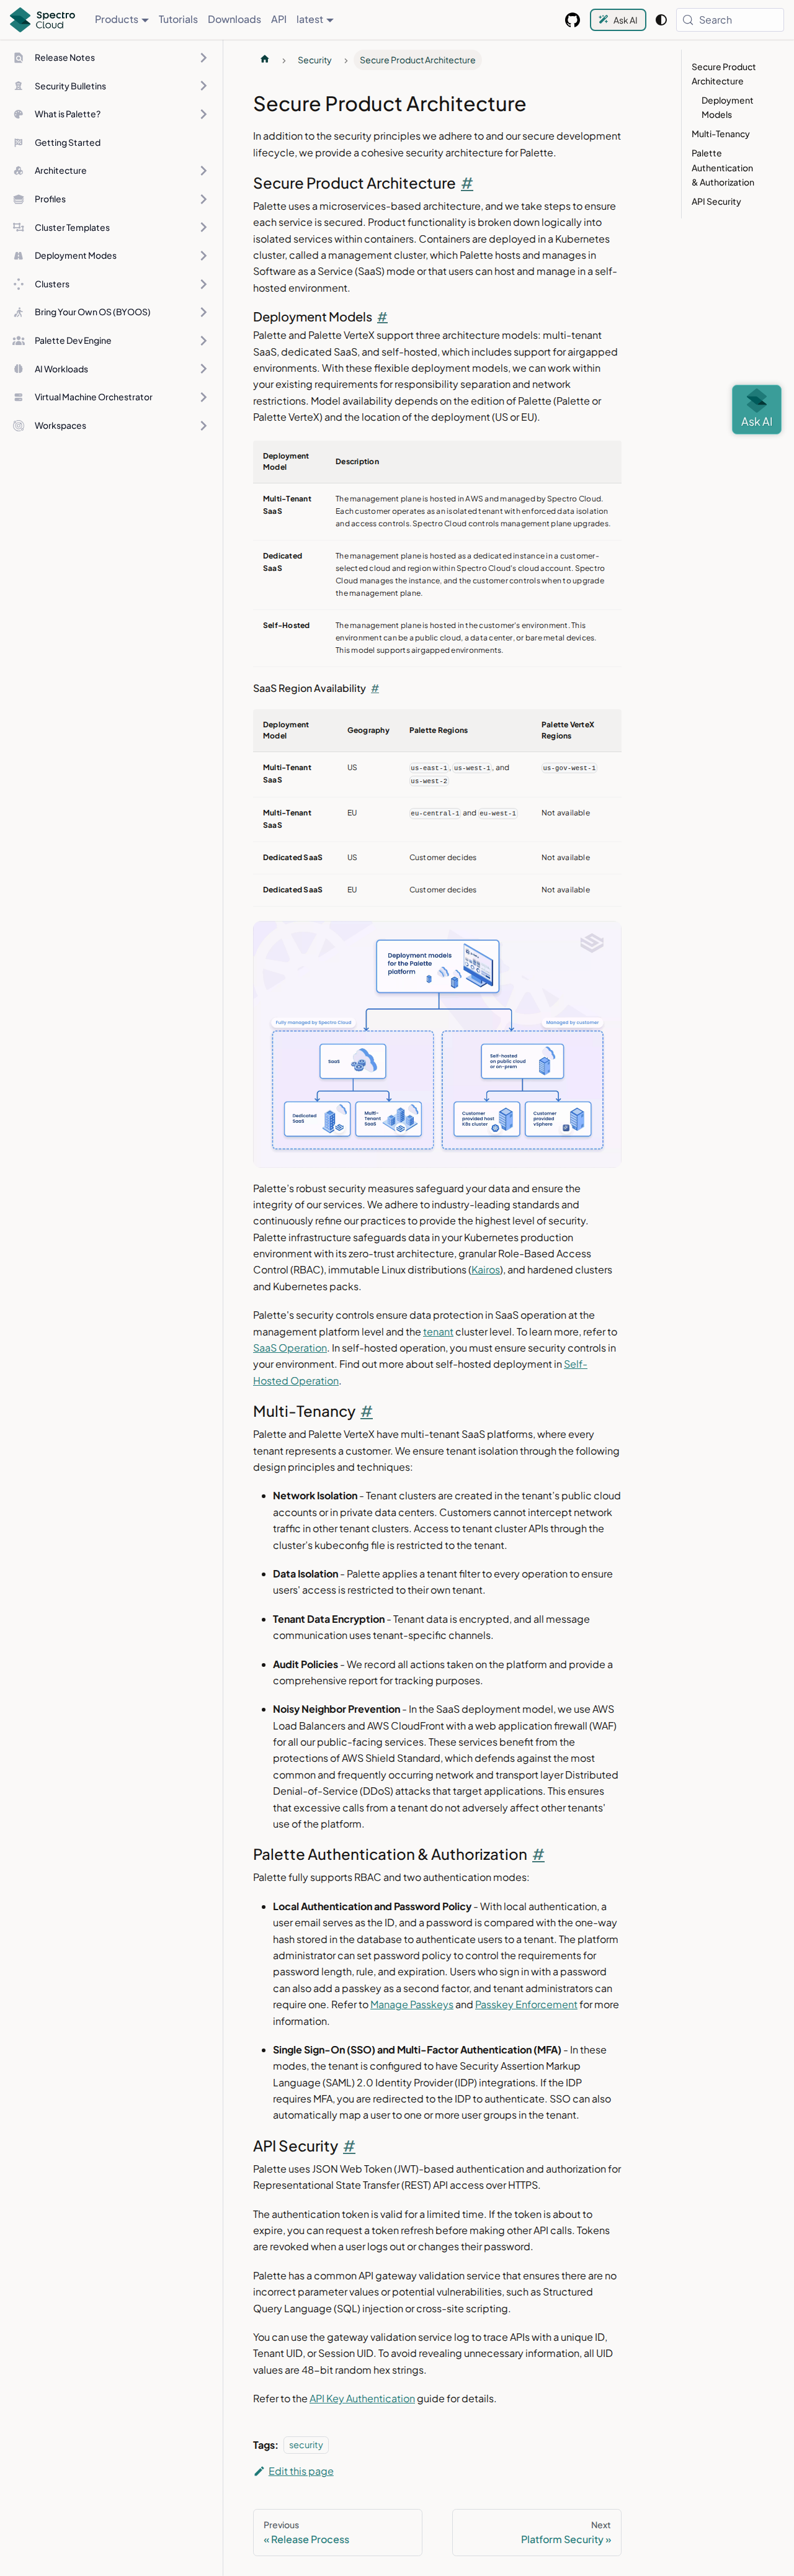 Spectro Cloud
Products
Tutorials
Downloads
API
latest
Ask AI
Search
Release Notes
Security Bulletins
What is Palette?
Getting Started
Architecture
Profiles
Cluster Templates
Deployment Modes
Clusters
Bring Your Own OS (BYOOS)
Palette Dev Engine
AI Workloads
Virtual Machine Orchestrator
Workspaces
Security
Secure Product Architecture
Secure Product Architecture
In addition to the security principles we adhere to and our secure development
lifecycle, we provide a cohesive security architecture for Palette.
Secure Product Architecture #
Palette uses a microservices-based architecture, and we take steps to ensure
each service is secured. Product functionality is broken down logically into
isolated services within containers. Containers are deployed in a Kubernetes
cluster, called a management cluster, which Palette hosts and manages in
Software as a Service (SaaS) mode or that users can host and manage in a self-
hosted environment.
Deployment Models #
Palette and Palette VerteX support three architecture models: multi-tenant
SaaS, dedicated SaaS, and self-hosted, which includes support for airgapped
environments. With these flexible deployment models, we can work within
your existing requirements for responsibility separation and network
restrictions. Model availability depends on the edition of Palette (Palette or
Palette VerteX) and the location of the deployment (US or EU).
Deployment Model
Description
Multi-Tenant SaaS
The management plane is hosted in AWS and managed by Spectro Cloud.
Each customer operates as an isolated tenant with enforced data isolation
and access controls. Spectro Cloud controls management plane upgrades.
Dedicated SaaS
The management plane is hosted as a dedicated instance in a customer-
selected cloud and region within Spectro Cloud's cloud account. Spectro
Cloud manages the instance, and the customer controls when to upgrade
the management plane.
Self-Hosted
The management plane is hosted in the customer's environment. This
environment can be a public cloud, a data center, or bare metal devices.
This model supports airgapped environments.
SaaS Region Availability #
Deployment Model
Geography
Palette Regions
Palette VerteX Regions
Multi-Tenant SaaS
US
us-east-1, us-west-1, and
us-west-2
us-gov-west-1
Multi-Tenant SaaS
EU
eu-central-1 and eu-west-1
Not available
Dedicated SaaS
US
Customer decides
Not available
Dedicated SaaS
EU
Customer decides
Not available
Deployment models
for the Palette
platform
Fully managed by Spectro Cloud
Managed by customer
SaaS
Self-hosted
on public cloud
or on-prem
Dedicated
SaaS
Multi-
Tenant
SaaS
Customer
provided host
K8s cluster
Customer
provided
vSphere
Palette's robust security measures safeguard your data and ensure the
integrity of our services. We adhere to industry-leading standards and
continuously refine our practices to provide the highest level of security.
Palette infrastructure safeguards data in your Kubernetes production
environment with its zero-trust architecture, granular Role-Based Access
Control (RBAC), immutable Linux distributions (Kairos), and hardened clusters
and Kubernetes packs.
Palette's security controls ensure data protection in SaaS operation at the
management platform level and the tenant cluster level. To learn more, refer to
SaaS Operation. In self-hosted operation, you must ensure security controls in
your environment. Find out more about self-hosted deployment in Self-
Hosted Operation.
Multi-Tenancy #
Palette and Palette VerteX have multi-tenant SaaS platforms, where every
tenant represents a customer. We ensure tenant isolation through the following
design principles and techniques:
• Network Isolation - Tenant clusters are created in the tenant's public cloud
accounts or in private data centers. Customers cannot intercept network
traffic in other tenant clusters. Access to tenant cluster APIs through the
cluster's kubeconfig file is restricted to the tenant.
• Data Isolation - Palette applies a tenant filter to every operation to ensure
users' access is restricted to their own tenant.
• Tenant Data Encryption - Tenant data is encrypted, and all message
communication uses tenant-specific channels.
• Audit Policies - We record all actions taken on the platform and provide a
comprehensive report for tracking purposes.
• Noisy Neighbor Prevention - In the SaaS deployment model, we use AWS
Load Balancers and AWS CloudFront with a web application firewall (WAF)
for all our public-facing services. These services benefit from the
protections of AWS Shield Standard, which defends against the most
common and frequently occurring network and transport layer Distributed
Denial-of-Service (DDoS) attacks that target applications. This ensures
that excessive calls from a tenant do not adversely affect other tenants'
use of the platform.
Palette Authentication & Authorization #
Palette fully supports RBAC and two authentication modes:
• Local Authentication and Password Policy - With local authentication, a
user email serves as the ID, and a password is compared with the one-way
hash stored in the database to authenticate users to a tenant. The platform
administrator can set password policy to control the requirements for
password length, rule, and expiration. Users who sign in with a password
can also add a passkey as a second factor, and tenant administrators can
require one. Refer to Manage Passkeys and Passkey Enforcement for more
information.
• Single Sign-On (SSO) and Multi-Factor Authentication (MFA) - In these
modes, the tenant is configured to have Security Assertion Markup
Language (SAML) 2.0 Identity Provider (IDP) integrations. If the IDP
requires MFA, you are redirected to the IDP to authenticate. SSO can also
automatically map a user to one or more user groups in the tenant.
API Security #
Palette uses JSON Web Token (JWT)-based authentication and authorization for
Representational State Transfer (REST) API access over HTTPS.
The authentication token is valid for a limited time. If the token is about to
expire, you can request a token refresh before making other API calls. Tokens
are revoked when a user logs out or changes their password.
Palette has a common API gateway validation service that ensures there are no
incorrect parameter values or potential vulnerabilities, such as Structured
Query Language (SQL) injection or cross-site scripting.
You can use the gateway validation service log to trace APIs with a unique ID,
Tenant UID, or Session UID. To avoid revealing unnecessary information, all UID
values are 48-bit random hex strings.
Refer to the API Key Authentication guide for details.
Tags: security
Edit this page
Previous
« Release Process
Next
Platform Security »
Secure Product
Architecture
Deployment
Models
Multi-Tenancy
Palette
Authentication
& Authorization
API Security
Ask AI